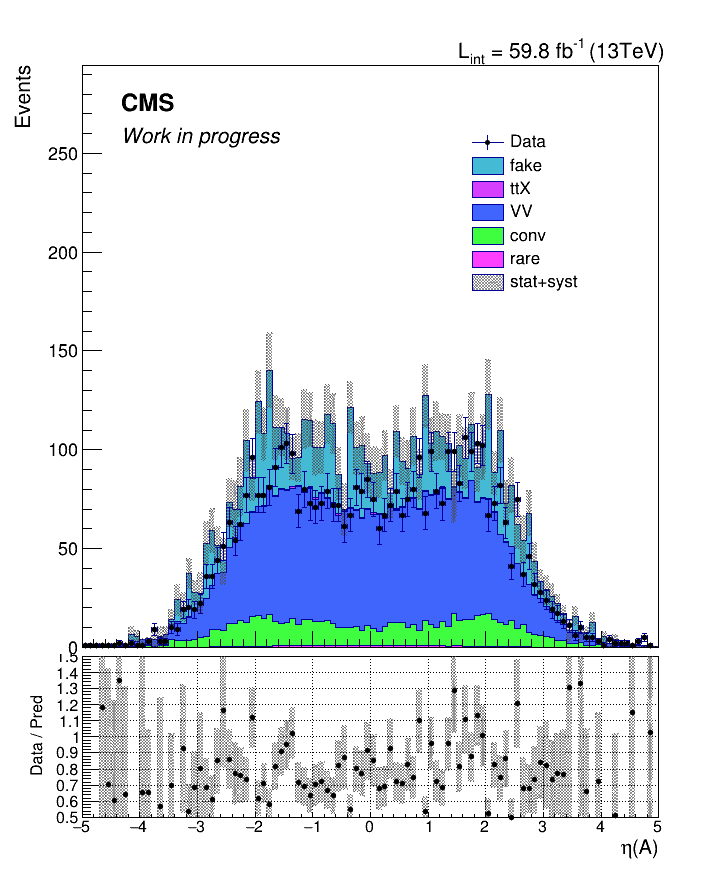 L_int = 59.8 fb^-1 (13TeV)
Events
CMS
Work in progress
250
200
150
100
50
0
Data
fake
ttX
VV
conv
rare
stat+syst
Data / Pred
1.5
1.4
1.3
1.2
1.1
1
0.9
0.8
0.7
0.6
0.5
−5 −4 −3 −2 −1 0 1 2 3 4 5
η(A)